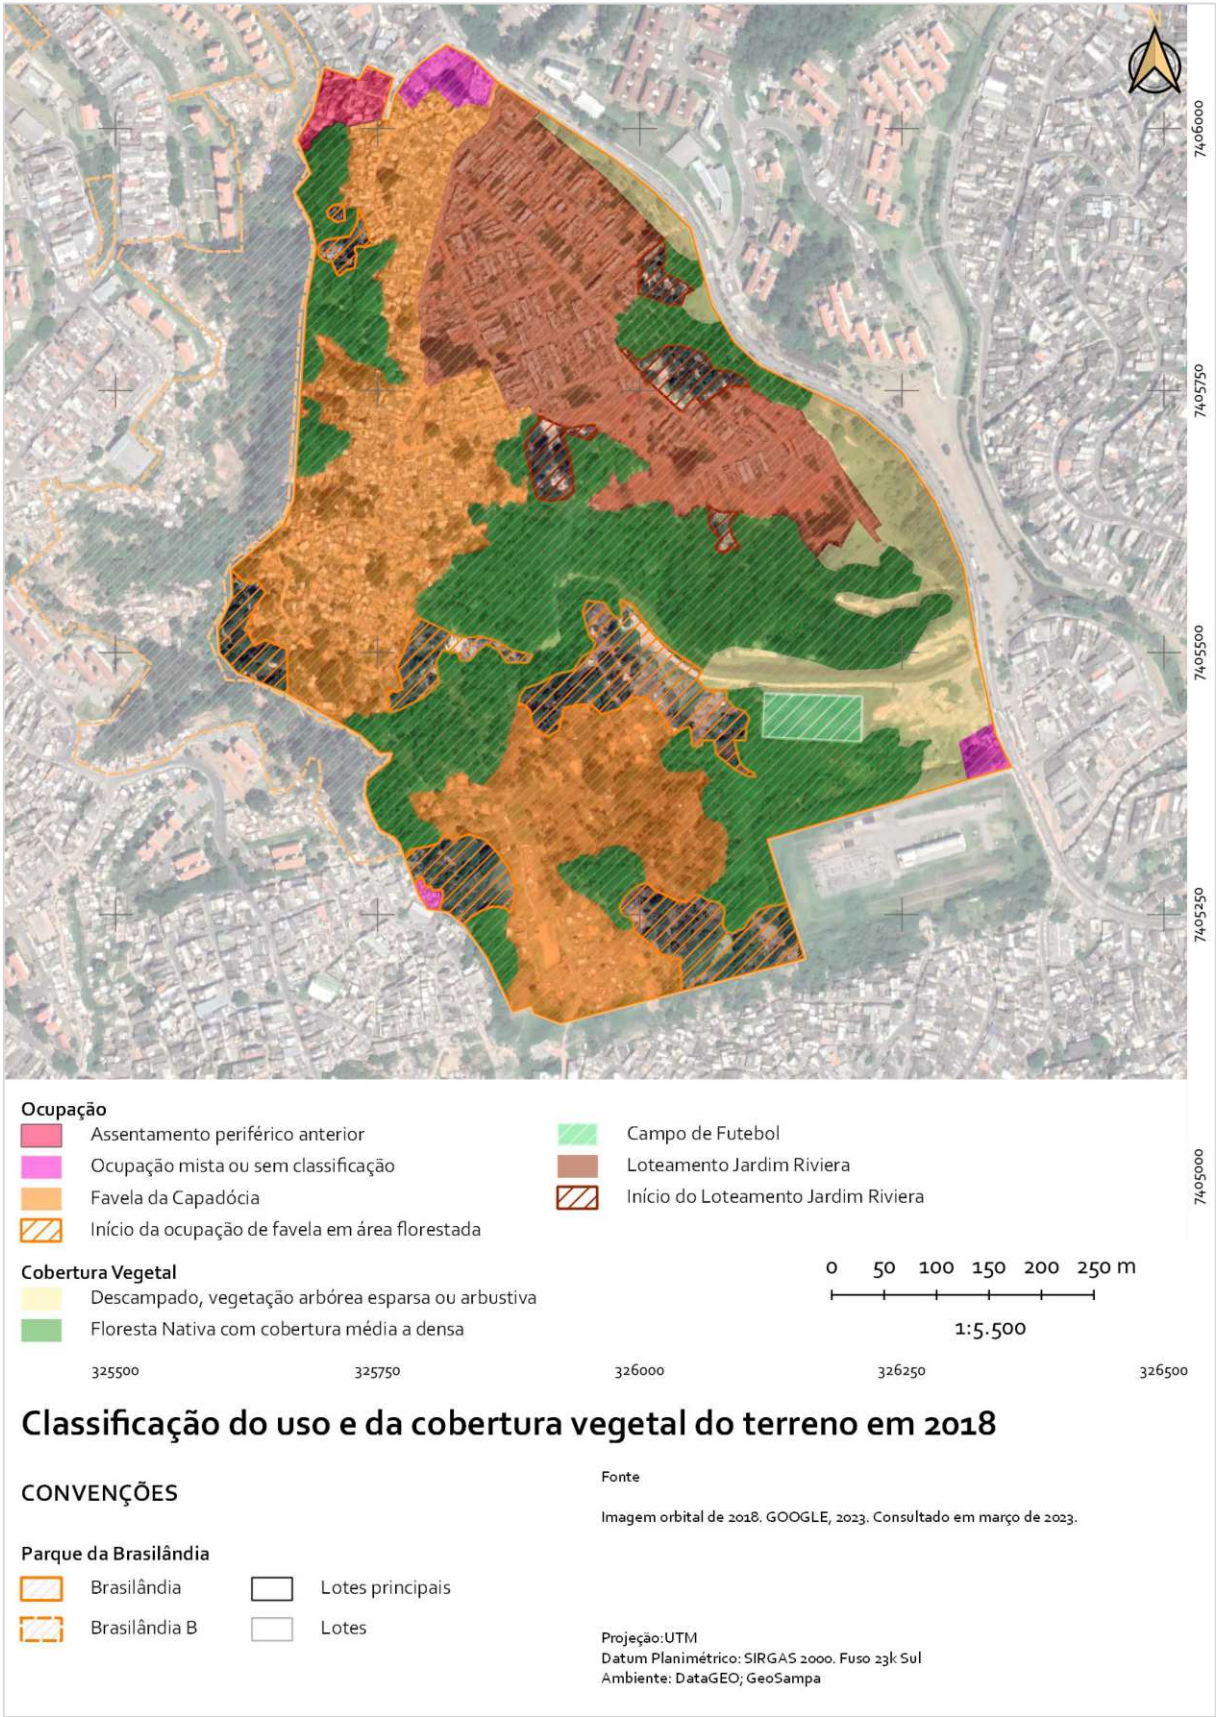 N
7406000
7405750
7405500
7405250
7405000
Ocupação
Assentamento periférico anterior
Ocupação mista ou sem classificação
Favela da Capadócia
Início da ocupação de favela em área florestada
Campo de Futebol
Loteamento Jardim Riviera
Início do Loteamento Jardim Riviera
Cobertura Vegetal
Descampado, vegetação arbórea esparsa ou arbustiva
Floresta Nativa com cobertura média a densa
0 50 100 150 200 250 m
1:5.500
325500 325750 326000 326250 326500
Classificação do uso e da cobertura vegetal do terreno em 2018
CONVENÇÕES
Parque da Brasilândia
Brasilândia
Lotes principais
Brasilândia B
Lotes
Fonte
Imagem orbital de 2018. GOOGLE, 2023. Consultado em março de 2023.
Projeção:UTM
Datum Planimétrico: SIRGAS 2000. Fuso 23k Sul
Ambiente: DataGEO; GeoSampa